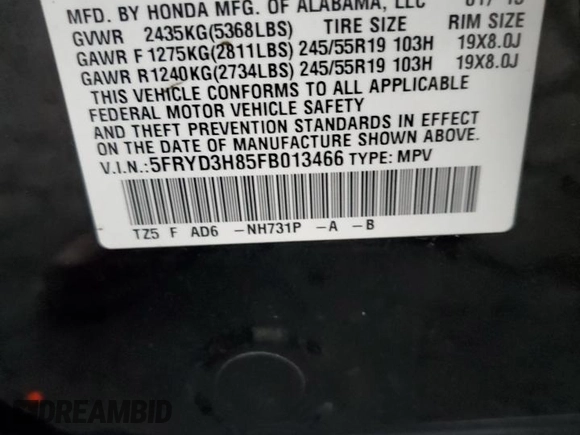 MFD. BY HONDA MFG. OF ALABAMA, LLC
GVWR 2435KG(5368LBS) TIRE SIZE RIM SIZE
GAWR F 1275KG(2811LBS) 245/55R19 103H 19X8.0J
GAWR R 1240KG(2734LBS) 245/55R19 103H 19X8.0J
THIS VEHICLE CONFORMS TO ALL APPLICABLE
FEDERAL MOTOR VEHICLE SAFETY
AND THEFT PREVENTION STANDARDS IN EFFECT
ON THE DATE OF MANUFACTURE SHOWN ABOVE.
V.I.N.:5FRYD3H85FB013466 TYPE: MPV
TZ5 F AD6 -NH731P -A -B
DREAMBID